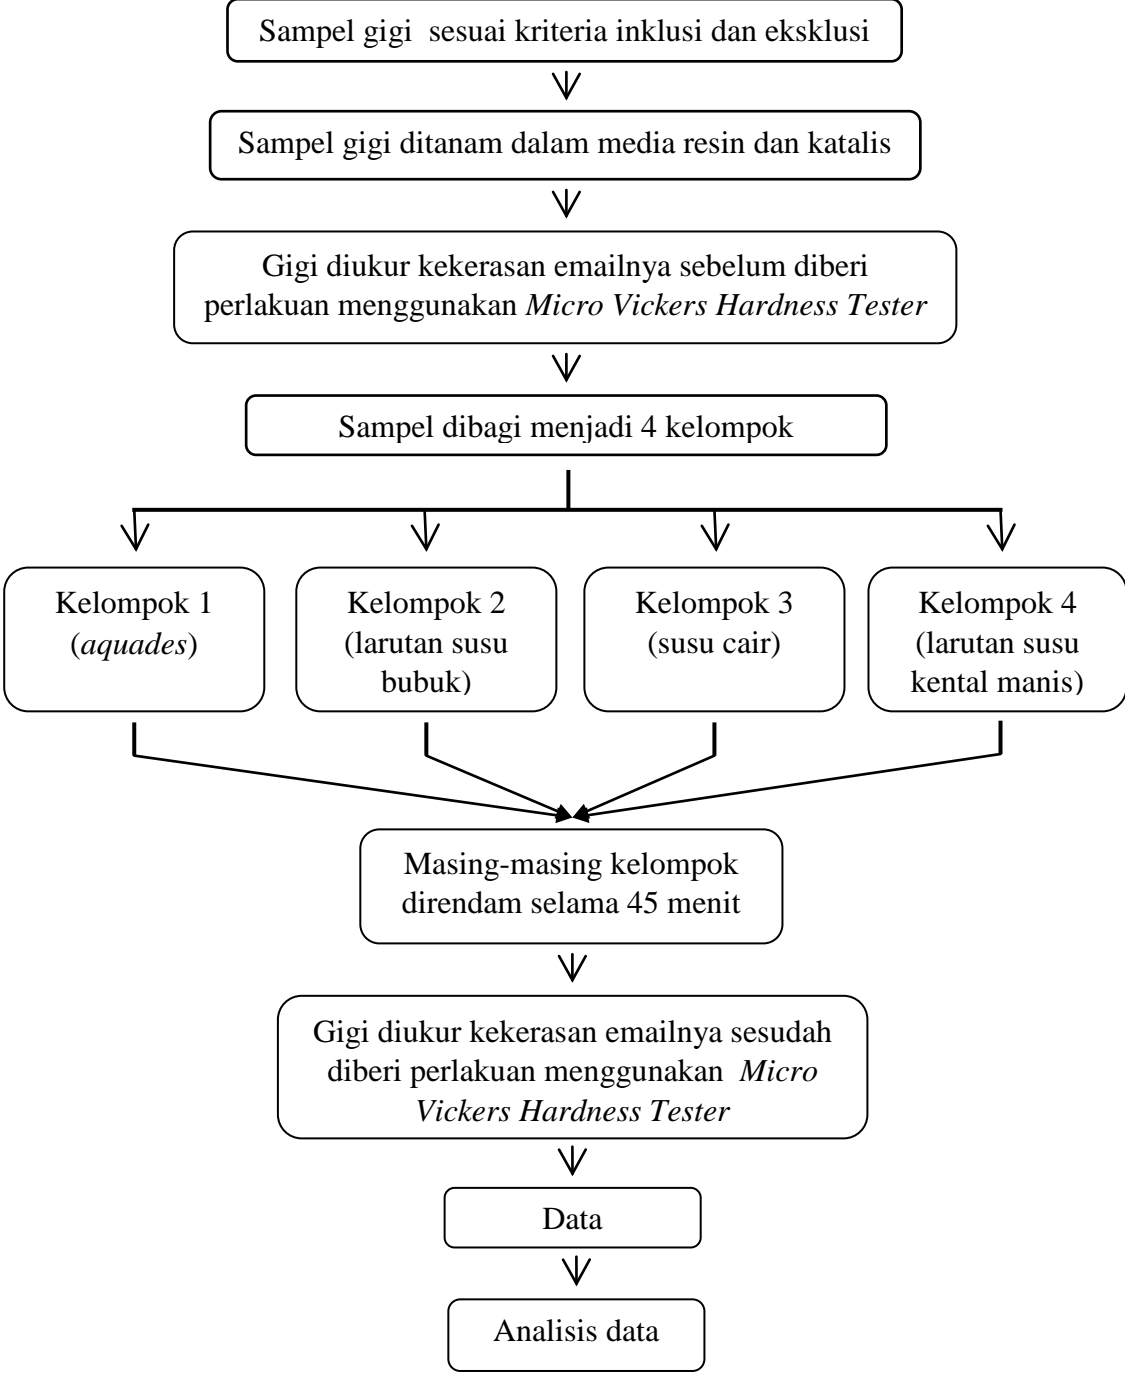 Sampel gigi  sesuai kriteria inklusi dan eksklusi
Sampel gigi ditanam dalam media resin dan katalis
Gigi diukur kekerasan emailnya sebelum diberi
perlakuan menggunakan Micro Vickers Hardness Tester
Sampel dibagi menjadi 4 kelompok
Kelompok 1
(aquades)
Kelompok 2
(larutan susu
bubuk)
Kelompok 3
(susu cair)
Kelompok 4
(larutan susu
kental manis)
Masing-masing kelompok
direndam selama 45 menit
Gigi diukur kekerasan emailnya sesudah
diberi perlakuan menggunakan  Micro
Vickers Hardness Tester
Data
Analisis data